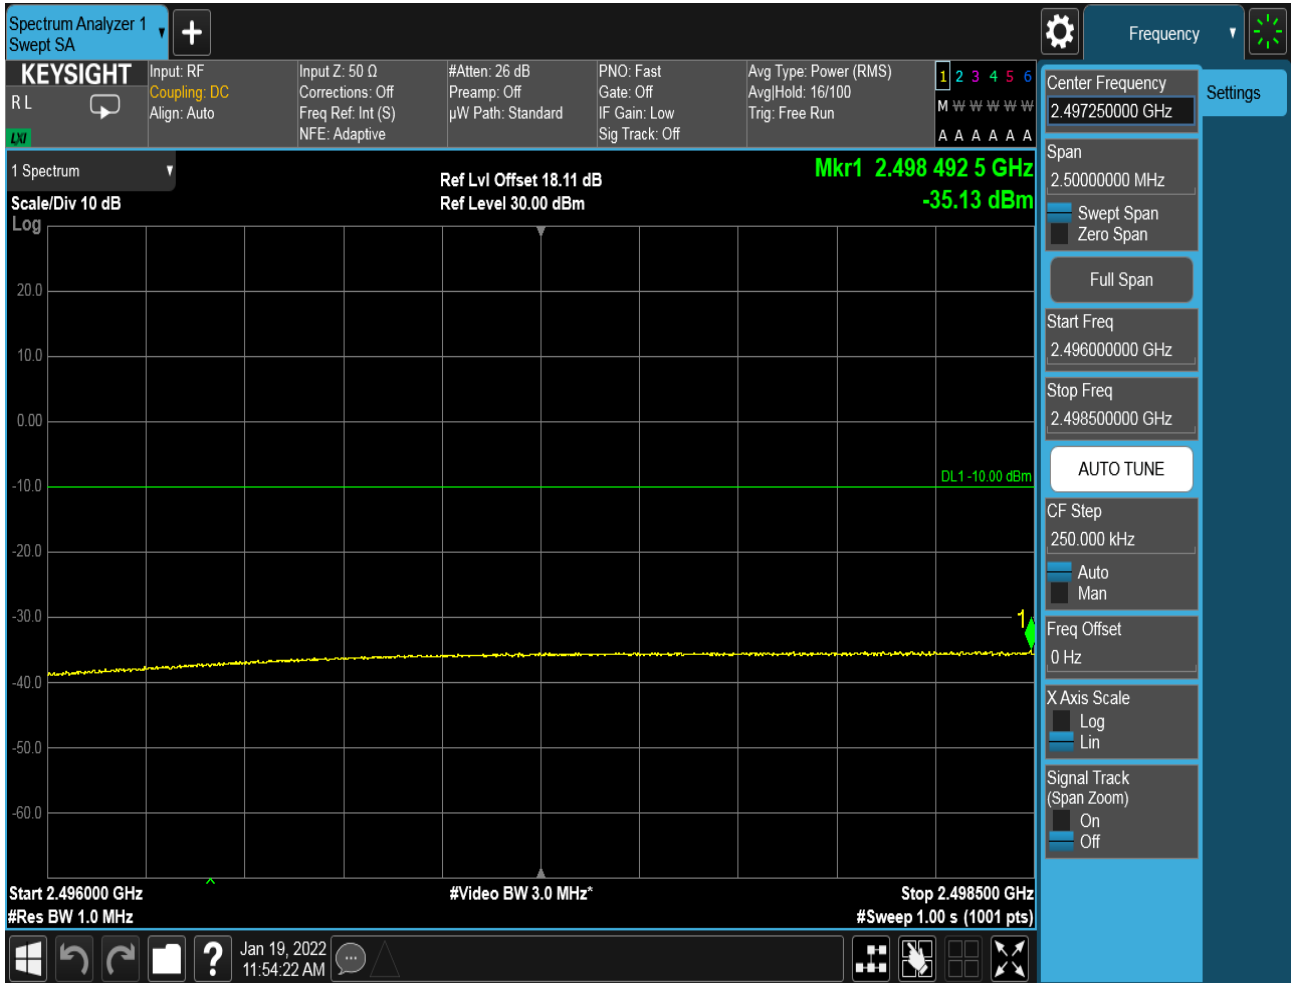 Spectrum Analyzer 1
Swept SA
Frequency
KEYSIGHT
R L
LXI
Input: RF
Coupling: DC
Align: Auto
Input Z: 50 Ω
Corrections: Off
Freq Ref: Int (S)
NFE: Adaptive
#Atten: 26 dB
Preamp: Off
µW Path: Standard
PNO: Fast
Gate: Off
IF Gain: Low
Sig Track: Off
Avg Type: Power (RMS)
Avg|Hold: 16/100
Trig: Free Run
1 2 3 4 5 6
M W W W W W
A A A A A A
1 Spectrum
Scale/Div 10 dB
Log
Ref Lvl Offset 18.11 dB
Ref Level 30.00 dBm
Mkr1 2.498 492 5 GHz
-35.13 dBm
20.0
10.0
0.00
DL1 -10.00 dBm
-10.0
-20.0
-30.0
1
-40.0
-50.0
-60.0
Start 2.496000 GHz
#Video BW 3.0 MHz*
Stop 2.498500 GHz
#Res BW 1.0 MHz
#Sweep 1.00 s (1001 pts)
?
Jan 19, 2022
11:54:22 AM
Settings
Center Frequency
2.497250000 GHz
Span
2.50000000 MHz
Swept Span
Zero Span
Full Span
Start Freq
2.496000000 GHz
Stop Freq
2.498500000 GHz
AUTO TUNE
CF Step
250.000 kHz
Auto
Man
Freq Offset
0 Hz
X Axis Scale
Log
Lin
Signal Track
(Span Zoom)
On
Off